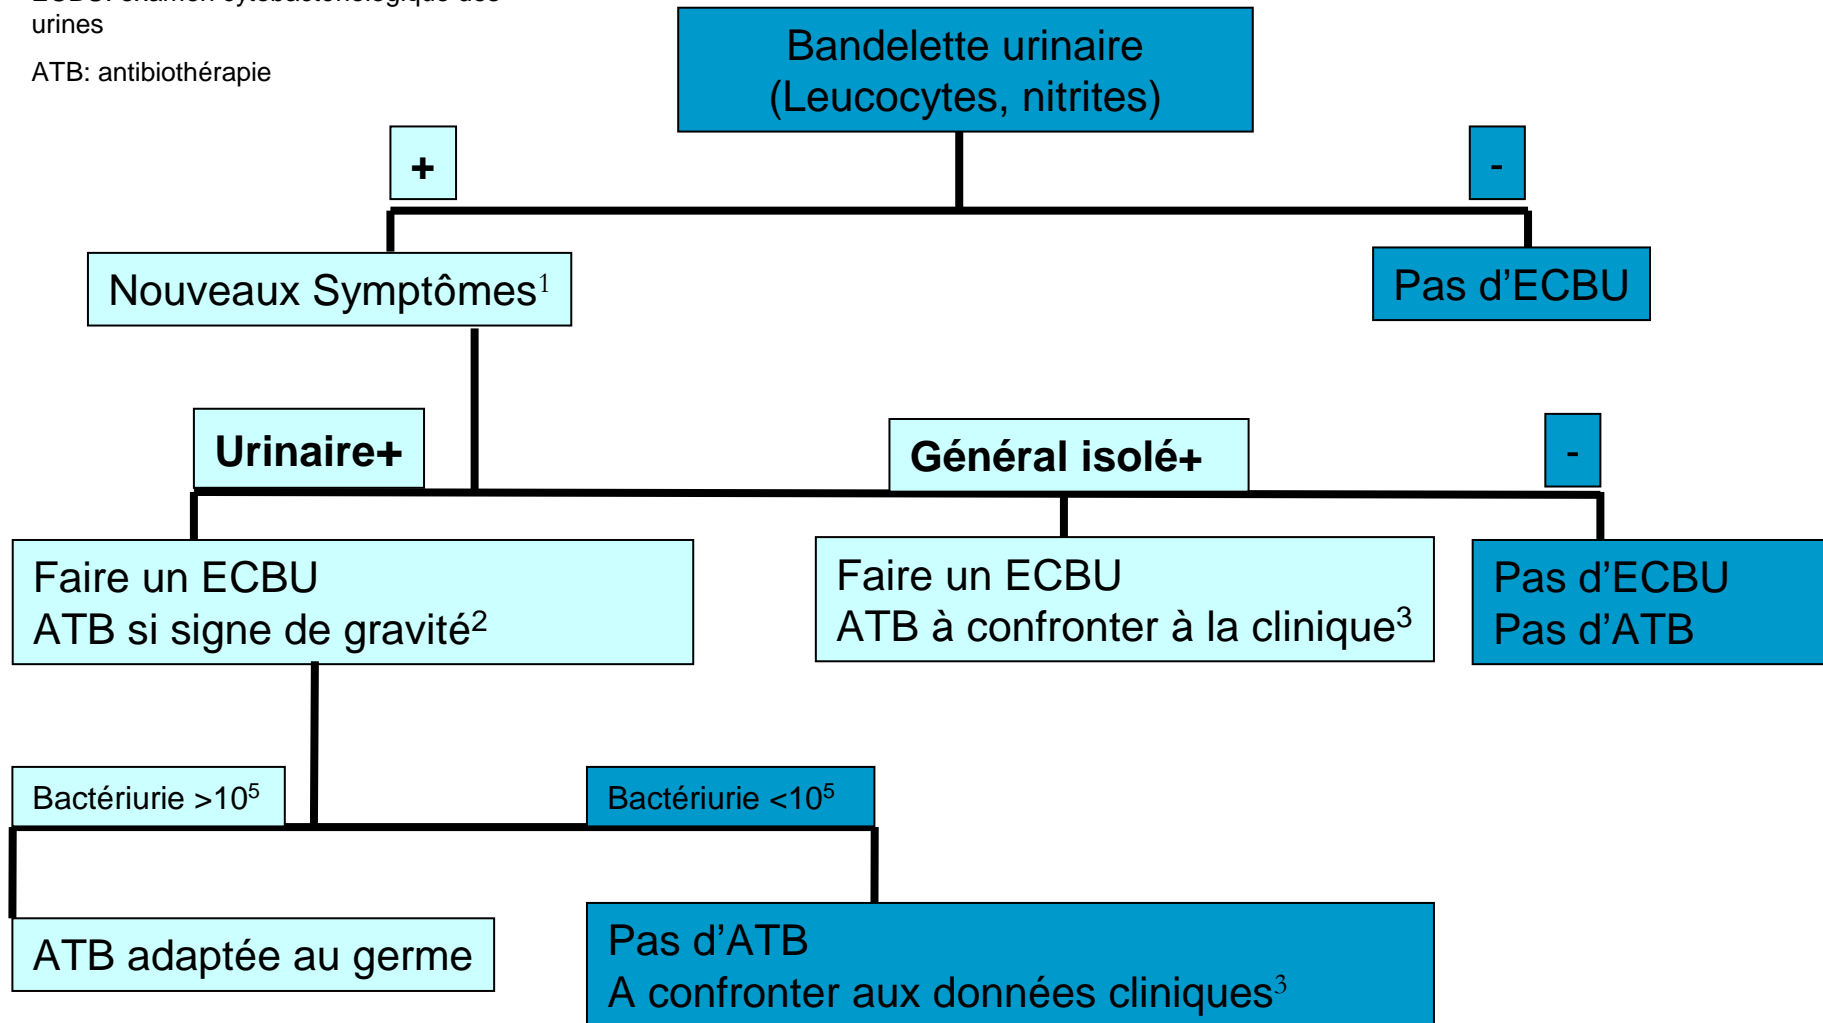 urines
ATB: antibiothérapie
Bandelette urinaire
(Leucocytes, nitrites)
+
-
Nouveaux Symptômes¹
Pas d’ECBU
Urinaire+
Général isolé+
-
Faire un ECBU
ATB si signe de gravité²
Faire un ECBU
ATB à confronter à la clinique³
Pas d’ECBU
Pas d’ATB
Bactériurie >10⁵
Bactériurie <10⁵
ATB adaptée au germe
Pas d’ATB
A confronter aux données cliniques³